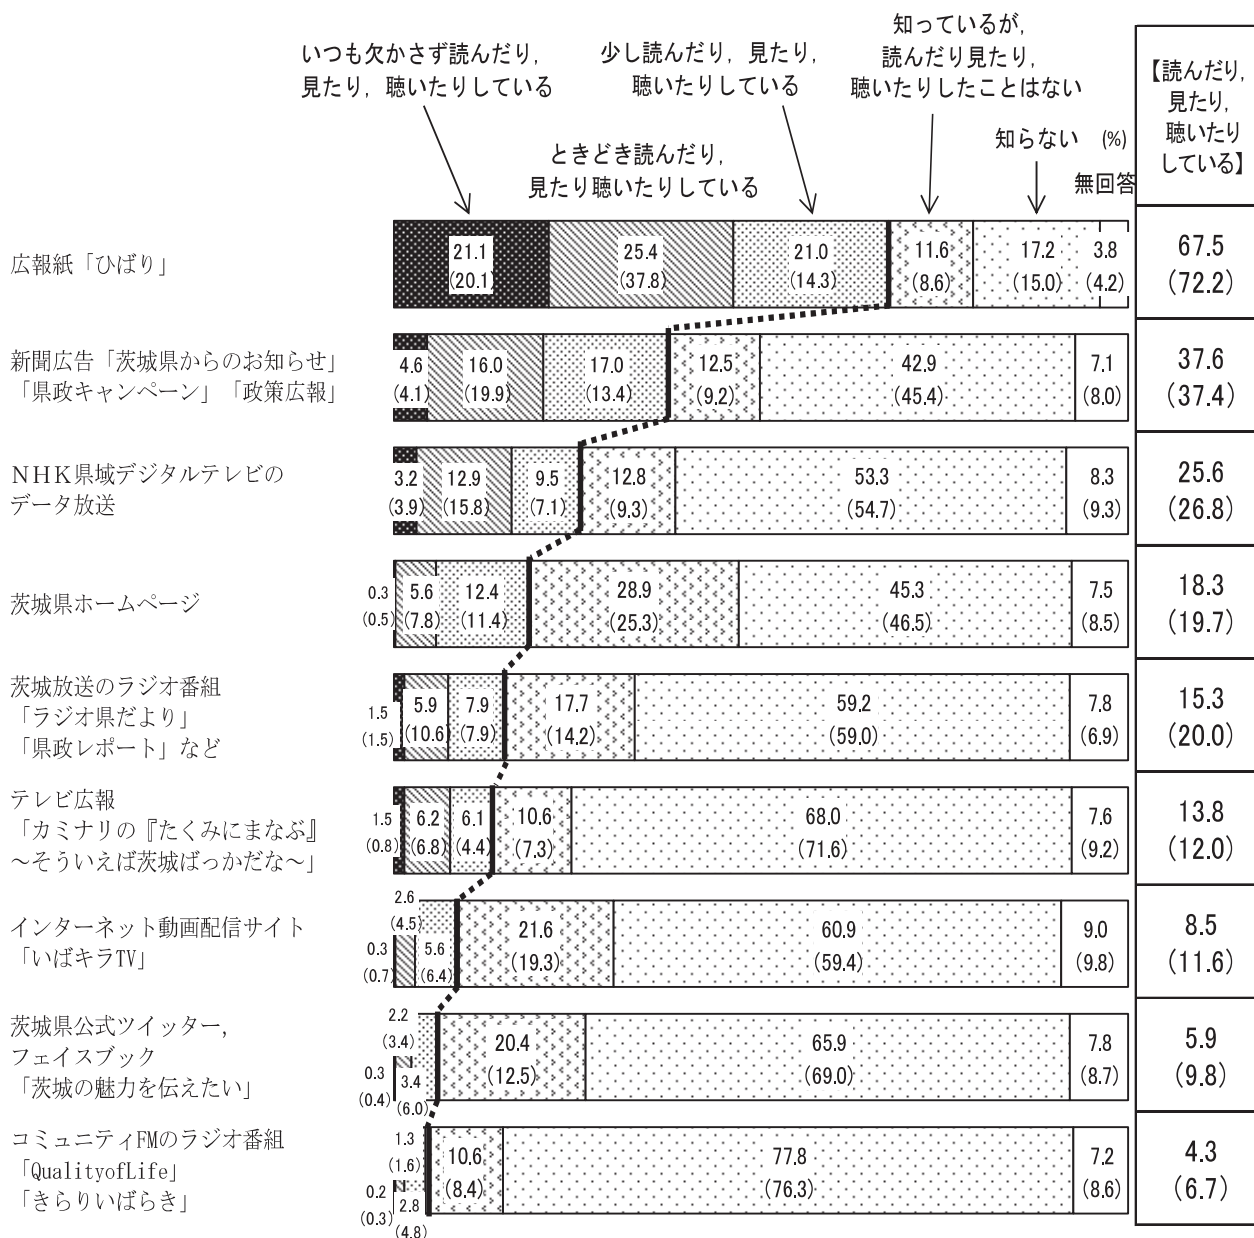 いつも欠かさず読んだり,
見たり, 聴いたりしている
ときどき読んだり,
見たり聴いたりしている
少し読んだり, 見たり,
聴いたりしている
知っているが,
読んだり見たり,
聴いたりしたことはない
知らない
(%)
無回答
【読んだり,
見たり,
聴いたり
している】
広報紙「ひばり」
21.1 25.4 21.0 11.6 17.2 3.8 67.5
(20.1) (37.8) (14.3) (8.6) (15.0) (4.2) (72.2)
新聞広告「茨城県からのお知らせ」
「県政キャンペーン」「政策広報」
4.6 16.0 17.0 12.5 42.9 7.1 37.6
(4.1) (19.9) (13.4) (9.2) (45.4) (8.0) (37.4)
NHK県域デジタルテレビの
データ放送
3.2 12.9 9.5 12.8 53.3 8.3 25.6
(3.9) (15.8) (7.1) (9.3) (54.7) (9.3) (26.8)
茨城県ホームページ
0.3 5.6 12.4 28.9 45.3 7.5 18.3
(0.5) (7.8) (11.4) (25.3) (46.5) (8.5) (19.7)
茨城放送のラジオ番組
「ラジオ県だより」
「県政レポート」など
1.5 5.9 7.9 17.7 59.2 7.8 15.3
(1.5) (10.6) (7.9) (14.2) (59.0) (6.9) (20.0)
テレビ広報
「カミナリの『たくみにまなぶ』
～そういえば茨城ばっかだな～」
1.5 6.2 6.1 10.6 68.0 7.6 13.8
(0.8) (6.8) (4.4) (7.3) (71.6) (9.2) (12.0)
インターネット動画配信サイト
「いばキラTV」
0.3 2.6 5.6 21.6 60.9 9.0 8.5
(0.7) (4.5) (6.4) (19.3) (59.4) (9.8) (11.6)
茨城県公式ツイッター,
フェイスブック
「茨城の魅力を伝えたい」
0.3 2.2 3.4 20.4 65.9 7.8 5.9
(0.4) (3.4) (6.0) (12.5) (69.0) (8.7) (9.8)
コミュニティFMのラジオ番組
「QualityofLife」
「きらりいばらき」
0.2 1.3 2.8 10.6 77.8 7.2 4.3
(0.3) (1.6) (4.8) (8.4) (76.3) (8.6) (6.7)